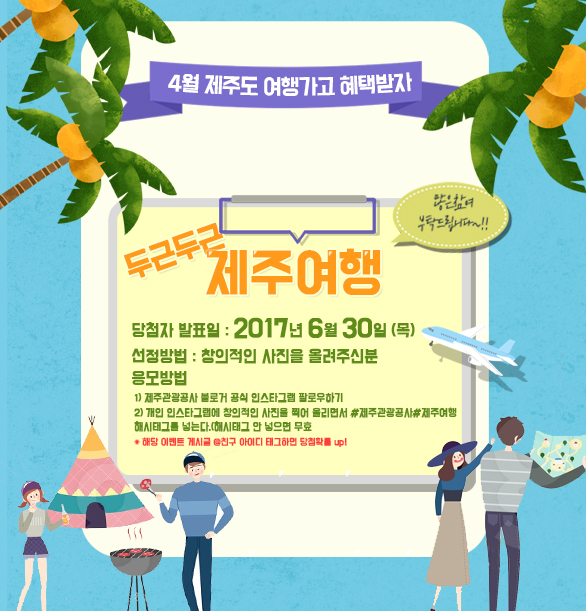 4월 제주도 여행가고 혜택받자
많은참여
부탁드립니다~!!
두근두근
제주여행
당첨자 발표일 : 2017년 6월 30일 (목)
선정방법 : 창의적인 사진을 올려주신분
응모방법
1) 제주관광공사 블로거 공식 인스타그램 팔로우하기
2) 개인 인스타그램에 창의적인 사진을 찍어 올리면서 #제주관광공사#제주여행
해시태그를 넣는다.(해시태그 안 넣으면 무효
* 해당 이벤트 게시글 @친구 아이디 태그하면 당첨확률 up!